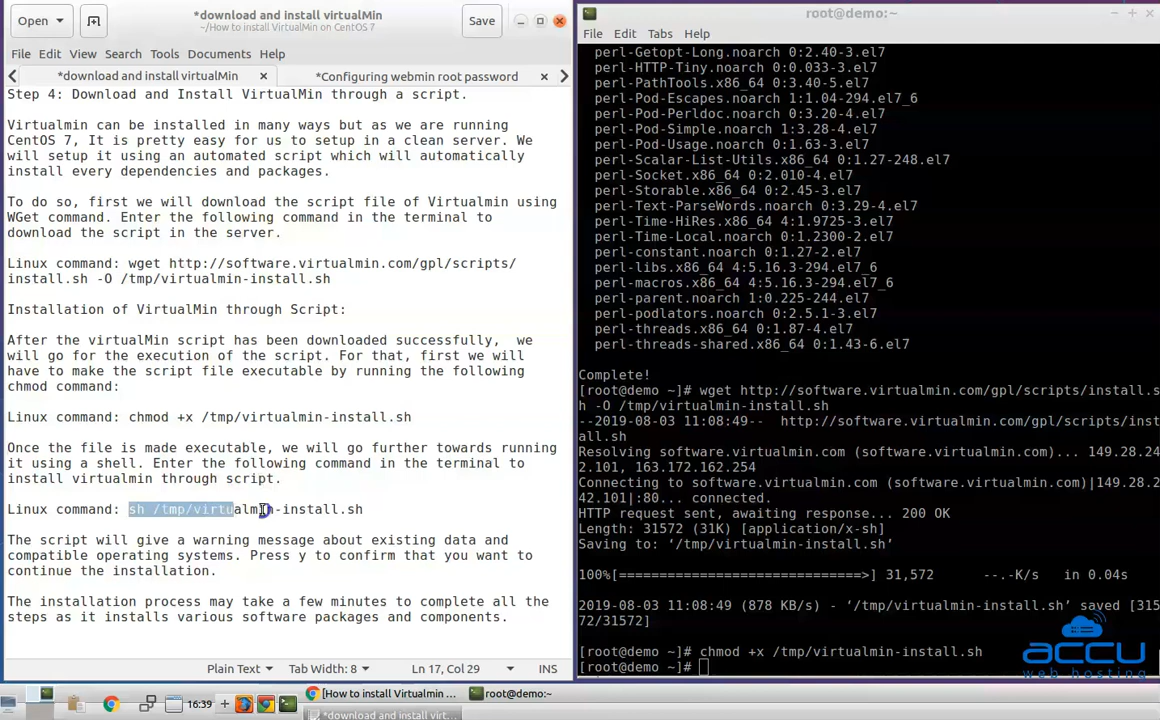 Open
*download and install virtualMin
~/How to install VirtualMin on CentOS 7
Save
File Edit View Search Tools Documents Help
*download and install virtualMin
*Configuring webmin root password
Step 4: Download and Install VirtualMin through a script.
Virtualmin can be installed in many ways but as we are running
CentOS 7, It is pretty easy for us to setup in a clean server. We
will setup it using an automated script which will automatically
install every dependencies and packages.
To do so, first we will download the script file of Virtualmin using
WGet command. Enter the following command in the terminal to
download the script in the server.
Linux command: wget http://software.virtualmin.com/gpl/scripts/
install.sh -O /tmp/virtualmin-install.sh
Installation of VirtualMin through Script:
After the virtualMin script has been downloaded successfully,  we
will go for the execution of the script. For that, first we will
have to make the script file executable by running the following
chmod command:
Linux command: chmod +x /tmp/virtualmin-install.sh
Once the file is made executable, we will go further towards running
it using a shell. Enter the following command in the terminal to
install virtualmin through script.
Linux command: sh /tmp/virtualmin-install.sh
The script will give a warning message about existing data and
compatible operating systems. Press y to confirm that you want to
continue the installation.
The installation process may take a few minutes to complete all the
steps as it installs various software packages and components.
Plain Text
Tab Width: 8
Ln 17, Col 29
INS
root@demo:~
File Edit Tabs Help
perl-Getopt-Long.noarch 0:2.40-3.el7
perl-HTTP-Tiny.noarch 0:0.033-3.el7
perl-PathTools.x86_64 0:3.40-5.el7
perl-Pod-Escapes.noarch 1:1.04-294.el7_6
perl-Pod-Perldoc.noarch 0:3.20-4.el7
perl-Pod-Simple.noarch 1:3.28-4.el7
perl-Pod-Usage.noarch 0:1.63-3.el7
perl-Scalar-List-Utils.x86_64 0:1.27-248.el7
perl-Socket.x86_64 0:2.010-4.el7
perl-Storable.x86_64 0:2.45-3.el7
perl-Text-ParseWords.noarch 0:3.29-4.el7
perl-Time-HiRes.x86_64 4:1.9725-3.el7
perl-Time-Local.noarch 0:1.2300-2.el7
perl-constant.noarch 0:1.27-2.el7
perl-libs.x86_64 4:5.16.3-294.el7_6
perl-macros.x86_64 4:5.16.3-294.el7_6
perl-parent.noarch 1:0.225-244.el7
perl-podlators.noarch 0:2.5.1-3.el7
perl-threads.x86_64 0:1.87-4.el7
perl-threads-shared.x86_64 0:1.43-6.el7
Complete!
[root@demo ~]# wget http://software.virtualmin.com/gpl/scripts/install.s
h -O /tmp/virtualmin-install.sh
--2019-08-03 11:08:49--  http://software.virtualmin.com/gpl/scripts/inst
all.sh
Resolving software.virtualmin.com (software.virtualmin.com)... 149.28.24
2.101, 163.172.162.254
Connecting to software.virtualmin.com (software.virtualmin.com)|149.28.2
42.101|:80... connected.
HTTP request sent, awaiting response... 200 OK
Length: 31572 (31K) [application/x-sh]
Saving to: ‘/tmp/virtualmin-install.sh’
100%[==============================>] 31,572      --.-K/s   in 0.04s
2019-08-03 11:08:49 (878 KB/s) - ‘/tmp/virtualmin-install.sh’ saved [315
72/31572]
[root@demo ~]# chmod +x /tmp/virtualmin-install.sh
[root@demo ~]#
accu
web hosting
16:39
[How to install Virtualmin ...
root@demo:~
*download and install virt...